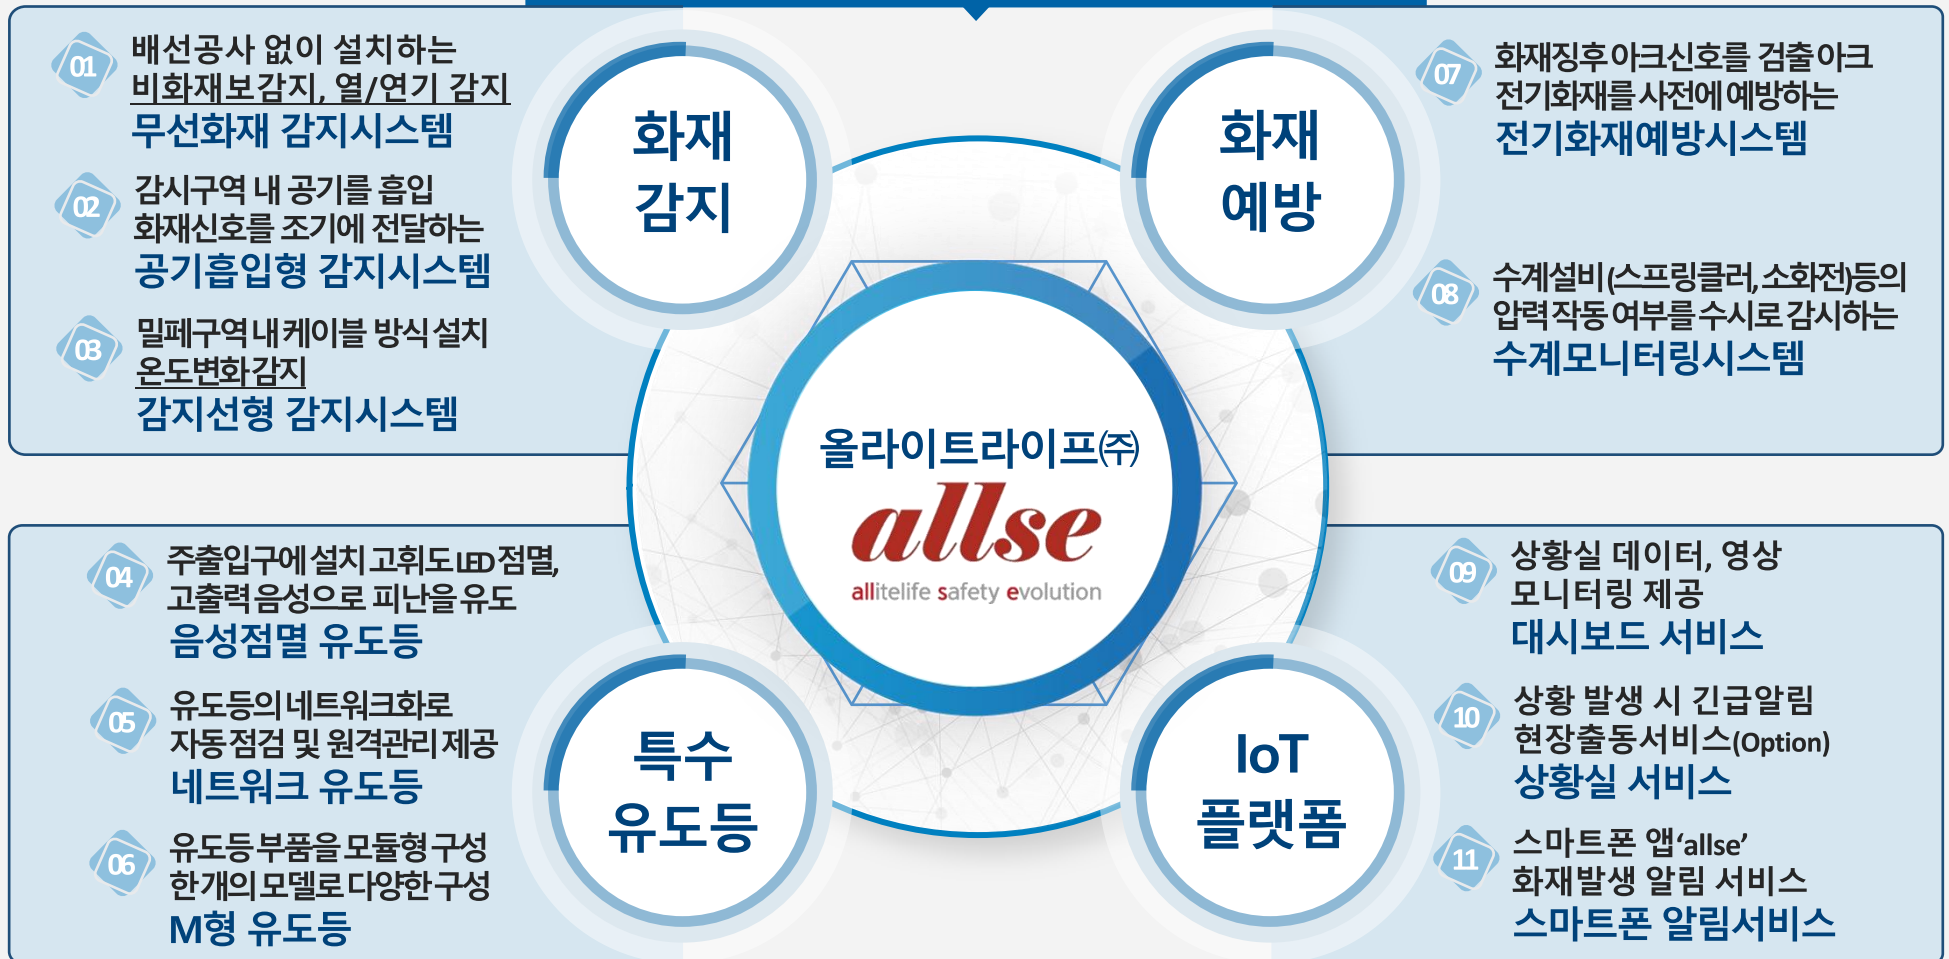 01
배선공사 없이 설치하는
비화재보감지, 열/연기 감지
무선화재 감지시스템
02
감시구역 내 공기를 흡입
화재신호를 조기에 전달하는
공기흡입형 감지시스템
03
밀페구역 내 케이블 방식 설치
온도변화 감지
감지선형 감지시스템
화재
감지
화재
예방
07
화재징후 아크신호를 검출 아크
전기화재를 사전에 예방하는
전기화재예방시스템
08
수계설비(스프링클러, 소화전)등의
압력 작동 여부를 수시로 감시하는
수계모니터링시스템
올라이트라이프㈜
allse
allitelife safety evolution
04
주출입구에 설치 고휘도 LED 점멸,
고출력 음성으로 피난을 유도
음성점멸 유도등
05
유도등의 네트워크화로
자동 점검 및 원격관리 제공
네트워크 유도등
06
유도등 부품을 모듈형 구성
한 개의 모델로 다양한 구성
M형 유도등
특수
유도등
IoT
플랫폼
09
상황실 데이터, 영상
모니터링 제공
대시보드 서비스
10
상황 발생 시 긴급알림
현장출동서비스(Option)
상황실 서비스
11
스마트폰 앱‘allse’
화재발생 알림 서비스
스마트폰 알림서비스